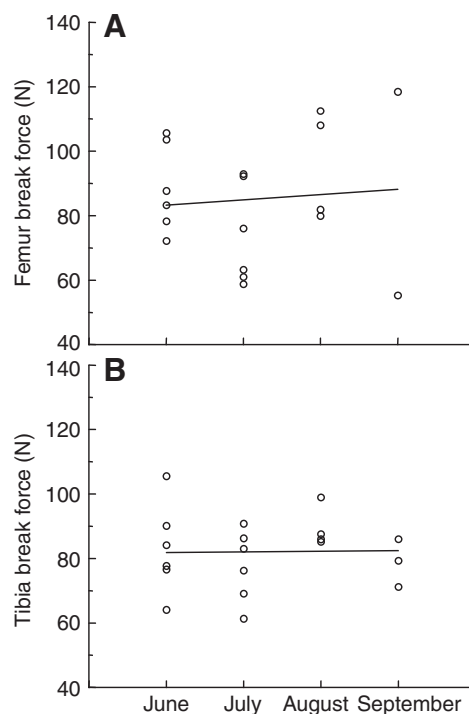 A
140
120
100
80
60
40
Femur break force (N)
B
140
120
100
80
60
40
Tibia break force (N)
June July August September